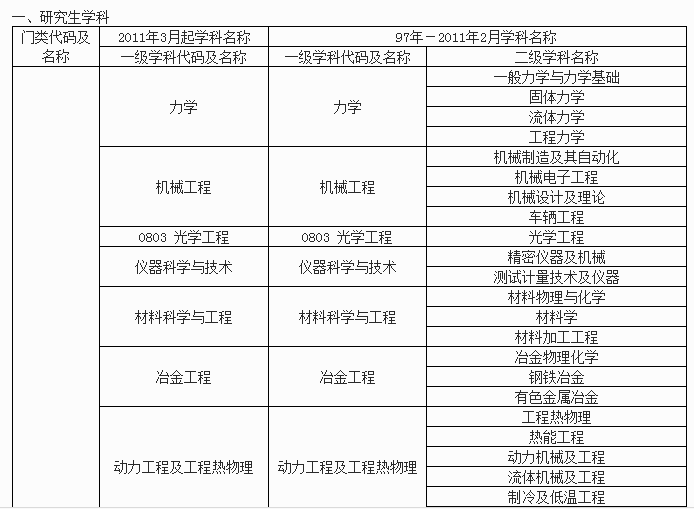 一、研究生学科
门类代码及名称 2011年3月起学科名称 97年－2011年2月学科名称
一级学科代码及名称 一级学科代码及名称 二级学科名称
力学 力学 一般力学与力学基础
固体力学
流体力学
工程力学
机械工程 机械工程 机械制造及其自动化
机械电子工程
机械设计及理论
车辆工程
0803 光学工程 0803 光学工程 光学工程
仪器科学与技术 仪器科学与技术 精密仪器及机械
测试计量技术及仪器
材料科学与工程 材料科学与工程 材料物理与化学
材料学
材料加工工程
冶金工程 冶金工程 冶金物理化学
钢铁冶金
有色金属冶金
动力工程及工程热物理 动力工程及工程热物理 工程热物理
热能工程
动力机械及工程
流体机械及工程
制冷及低温工程